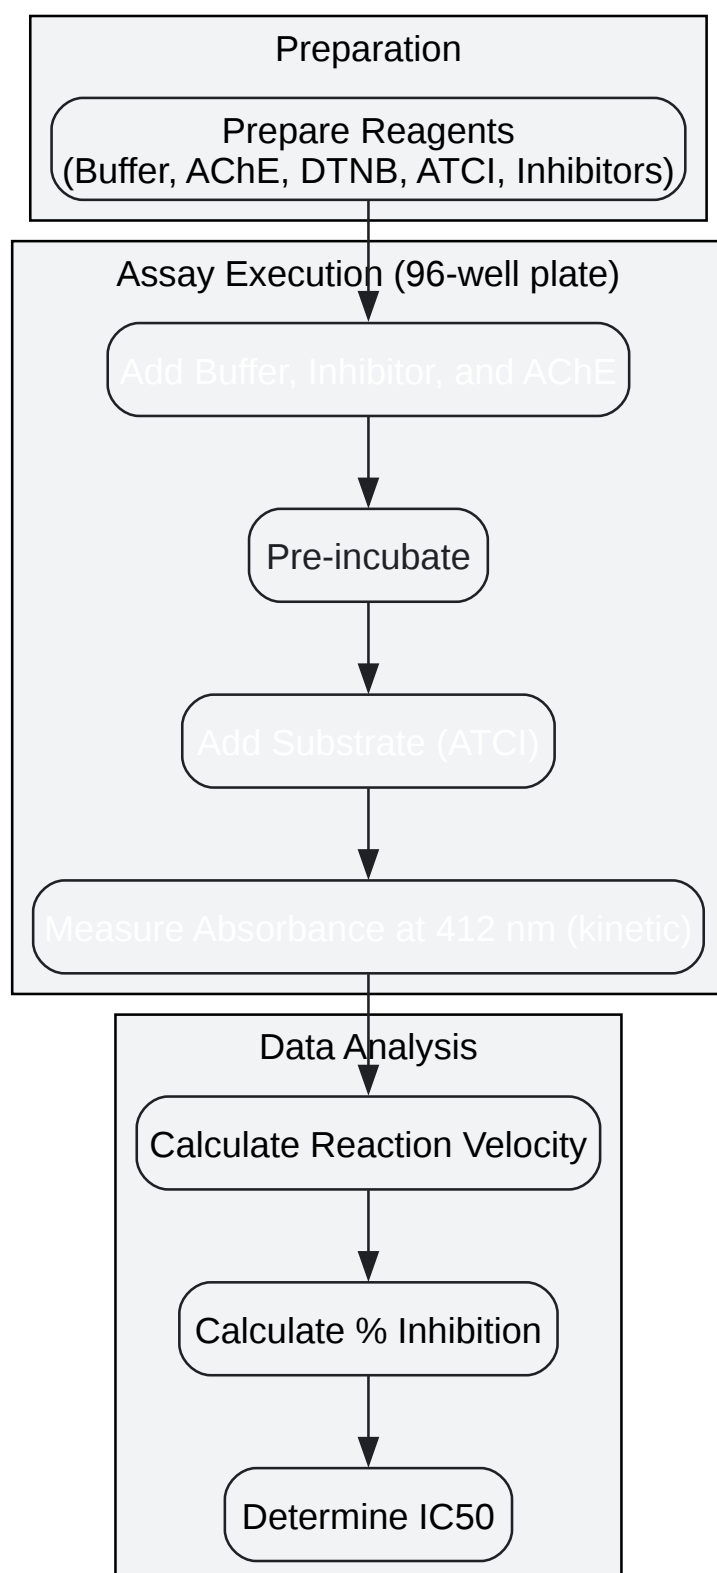 Preparation
Prepare Reagents
(Buffer, AChE, DTNB, ATCI, Inhibitors)
Assay Execution (96-well plate)
Add Buffer, Inhibitor, and AChE
Pre-incubate
Add Substrate (ATCI)
Measure Absorbance at 412 nm (kinetic)
Data Analysis
Calculate Reaction Velocity
Calculate % Inhibition
Determine IC50